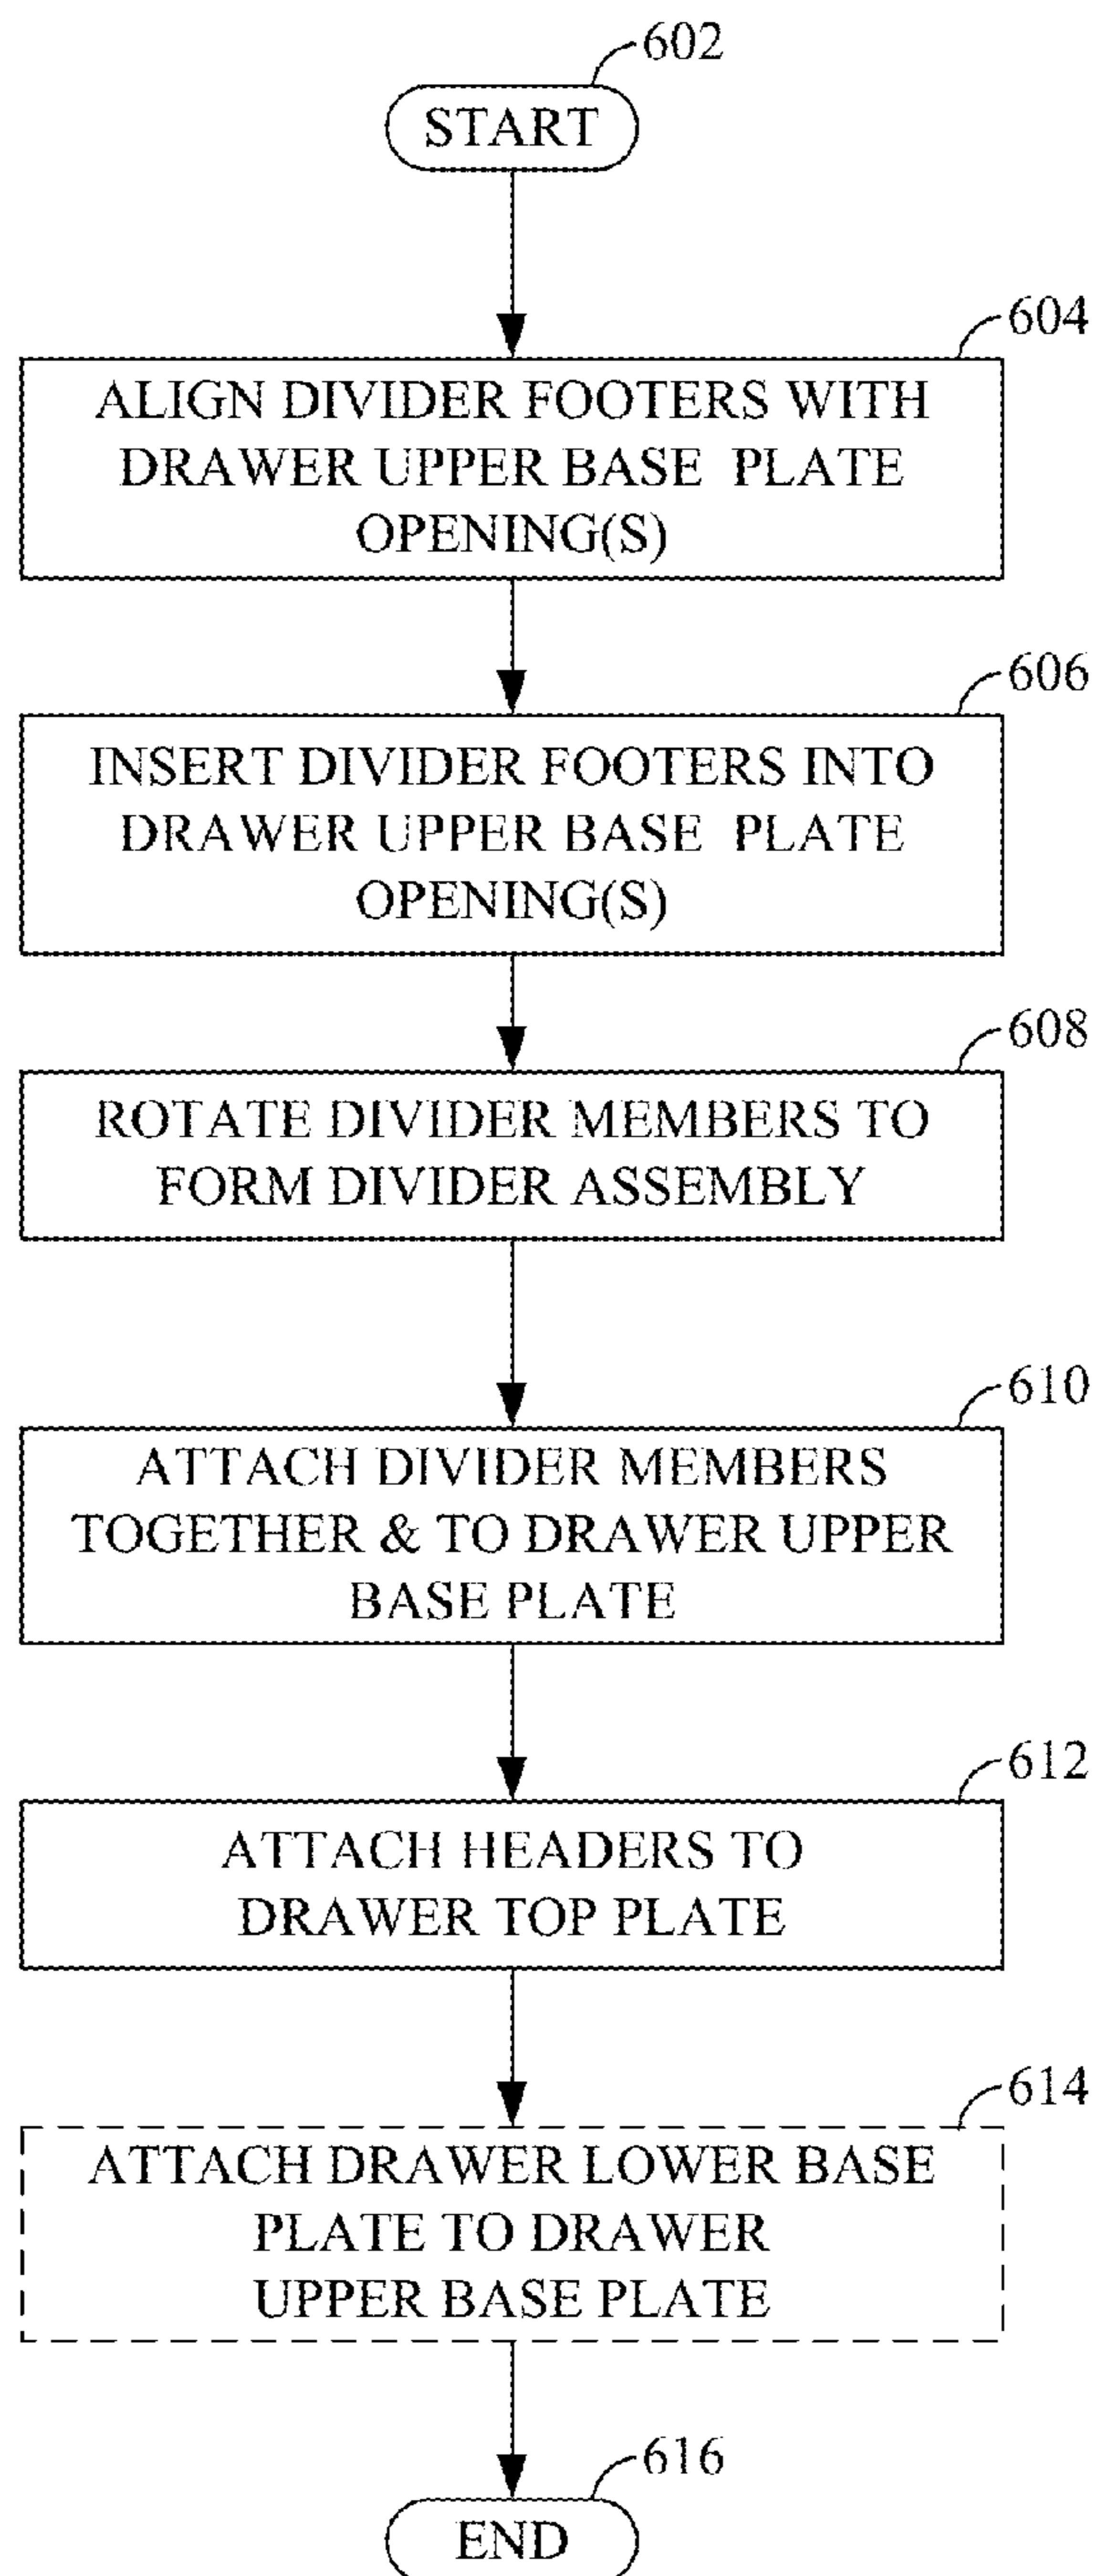 602
START
604
ALIGN DIVIDER FOOTERS WITH
DRAWER UPPER BASE PLATE
OPENING(S)
606
INSERT DIVIDER FOOTERS INTO
DRAWER UPPER BASE PLATE
OPENING(S)
608
ROTATE DIVIDER MEMBERS TO
FORM DIVIDER ASSEMBLY
610
ATTACH DIVIDER MEMBERS
TOGETHER & TO DRAWER UPPER
BASE PLATE
612
ATTACH HEADERS TO
DRAWER TOP PLATE
614
ATTACH DRAWER LOWER BASE
PLATE TO DRAWER
UPPER BASE PLATE
616
END